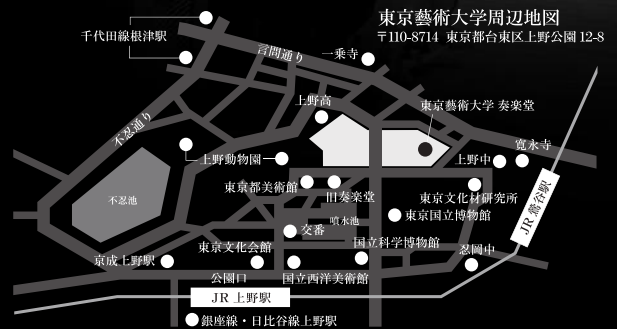 東京藝術大学周辺地図
〒110-8714 東京都台東区上野公園 12-8
千代田線根津駅
言問通り
一乗寺
不忍通り
上野高
東京藝術大学 奏楽堂
寛永寺
上野動物園
上野中
東京都美術館
旧奏楽堂
東京文化材研究所
JR 鶯谷駅
不忍池
噴水池
東京国立博物館
交番
国立科学博物館
京成上野駅
東京文化会館
忍岡中
公園口
国立西洋美術館
JR 上野駅
銀座線・日比谷線上野駅